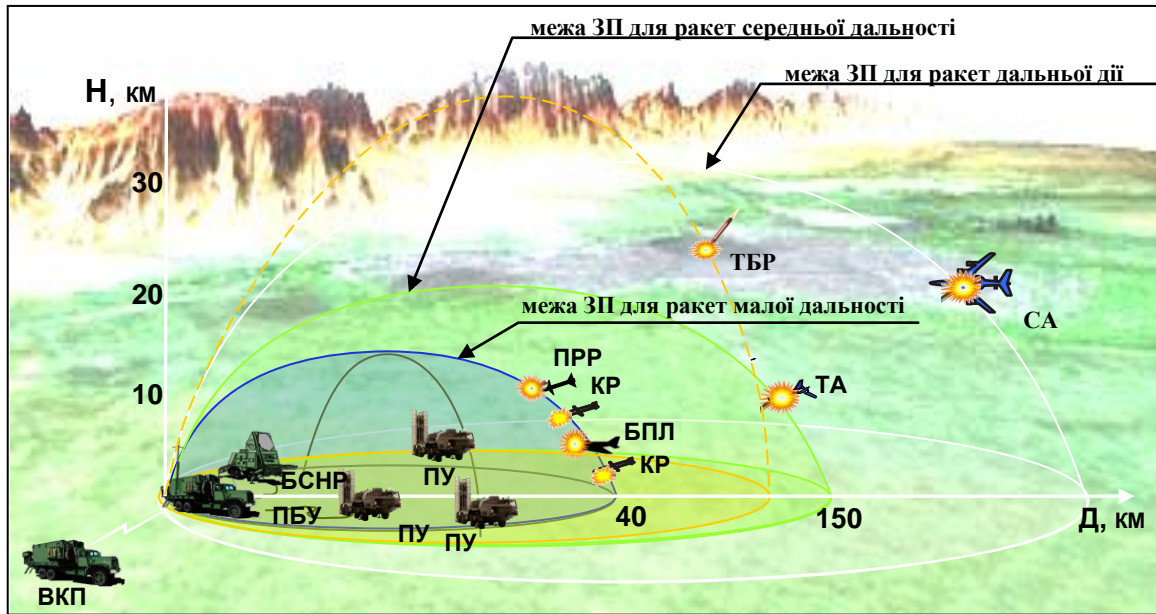 межа ЗП для ракет середньої дальності
межа ЗП для ракет дальньої дії
Н, км
30
ТБР
20
СА
межа ЗП для ракет малої дальності
ПРР
КР
ТА
10
БПЛ
ПУ
КР
БСНР
ПБУ
ПУ
ПУ
40
150
Д, км
ВКП